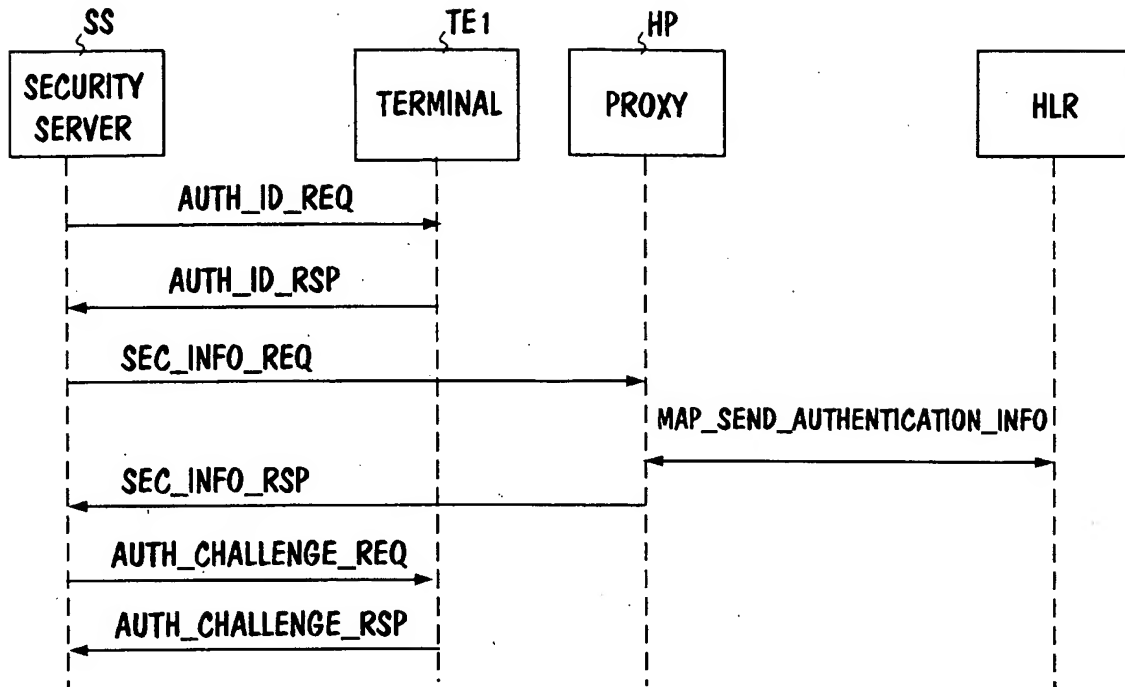 SS
TE1
HP
SECURITY
SERVER
TERMINAL
PROXY
HLR
AUTH_ID_REQ
AUTH_ID_RSP
SEC_INFO_REQ
MAP_SEND_AUTHENTICATION_INFO
SEC_INFO_RSP
AUTH_CHALLENGE_REQ
AUTH_CHALLENGE_RSP